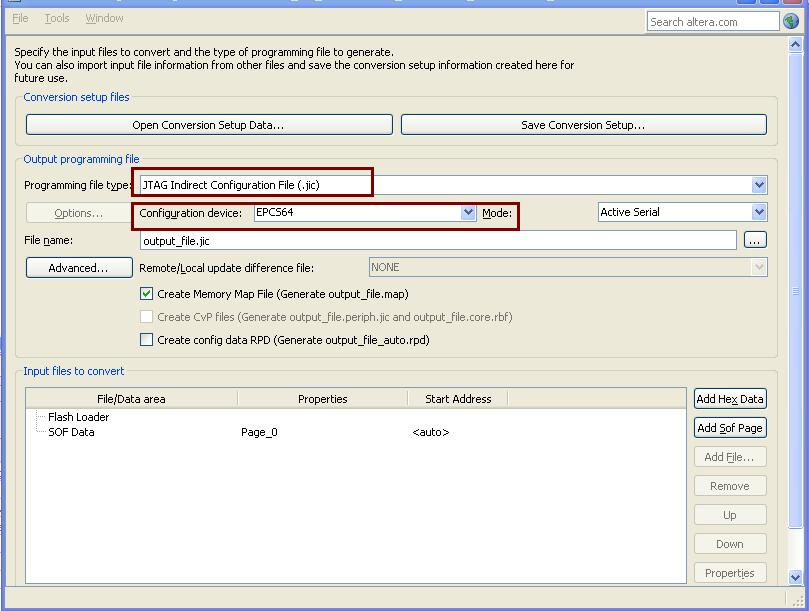 File Tools Window Search altera.com
Specify the input files to convert and the type of programming file to generate.
You can also import input file information from other files and save the conversion setup information created here for
future use.
Conversion setup files
Open Conversion Setup Data... Save Conversion Setup...
Output programming file
Programming file type: JTAG Indirect Configuration File (.jic)
Options... Configuration device: EPCS64 Mode: Active Serial
File name: output_file.jic ...
Advanced... Remote/Local update difference file: NONE
Create Memory Map File (Generate output_file.map)
Create CvP files (Generate output_file.periph.jic and output_file.core.rbf)
Create config data RPD (Generate output_file_auto.rpd)
Input files to convert
File/Data area Properties Start Address Add Hex Data
Flash Loader
SOF Data Page_0 <auto> Add Sof Page
Add File...
Remove
Up
Down
Properties